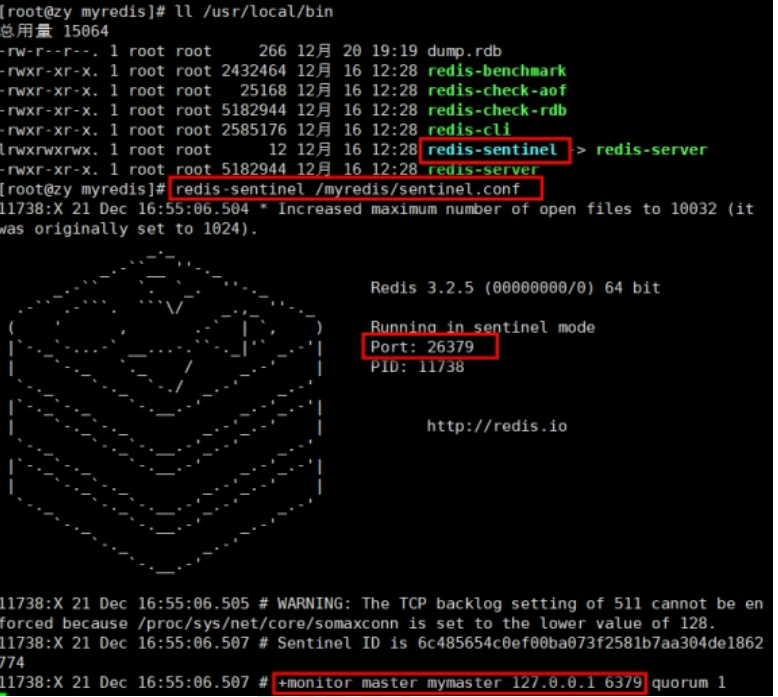 [root@zy myredis]# ll /usr/local/bin
总用量 15064
-rw-r--r--. 1 root root     266 12月 20 19:19 dump.rdb
-rwxr-xr-x. 1 root root 2432464 12月 16 12:28 redis-benchmark
-rwxr-xr-x. 1 root root   25168 12月 16 12:28 redis-check-aof
-rwxr-xr-x. 1 root root 5182944 12月 16 12:28 redis-check-rdb
-rwxr-xr-x. 1 root root 2585176 12月 16 12:28 redis-cli
lrwxrwxrwx. 1 root root      12 12月 16 12:28 redis-sentinel -> redis-server
-rwxr-xr-x. 1 root root 5182944 12月 16 12:28 redis-server
[root@zy myredis]# redis-sentinel /myredis/sentinel.conf
11738:X 21 Dec 16:55:06.504 * Increased maximum number of open files to 10032 (it
was originally set to 1024).
Redis 3.2.5 (00000000/0) 64 bit
Running in sentinel mode
Port: 26379
PID: 11738
http://redis.io
11738:X 21 Dec 16:55:06.505 # WARNING: The TCP backlog setting of 511 cannot be en
forced because /proc/sys/net/core/somaxconn is set to the lower value of 128.
11738:X 21 Dec 16:55:06.507 # Sentinel ID is 6c485654c0ef00ba073f2581b7aa304de1862
774
11738:X 21 Dec 16:55:06.507 # +monitor master mymaster 127.0.0.1 6379 quorum 1